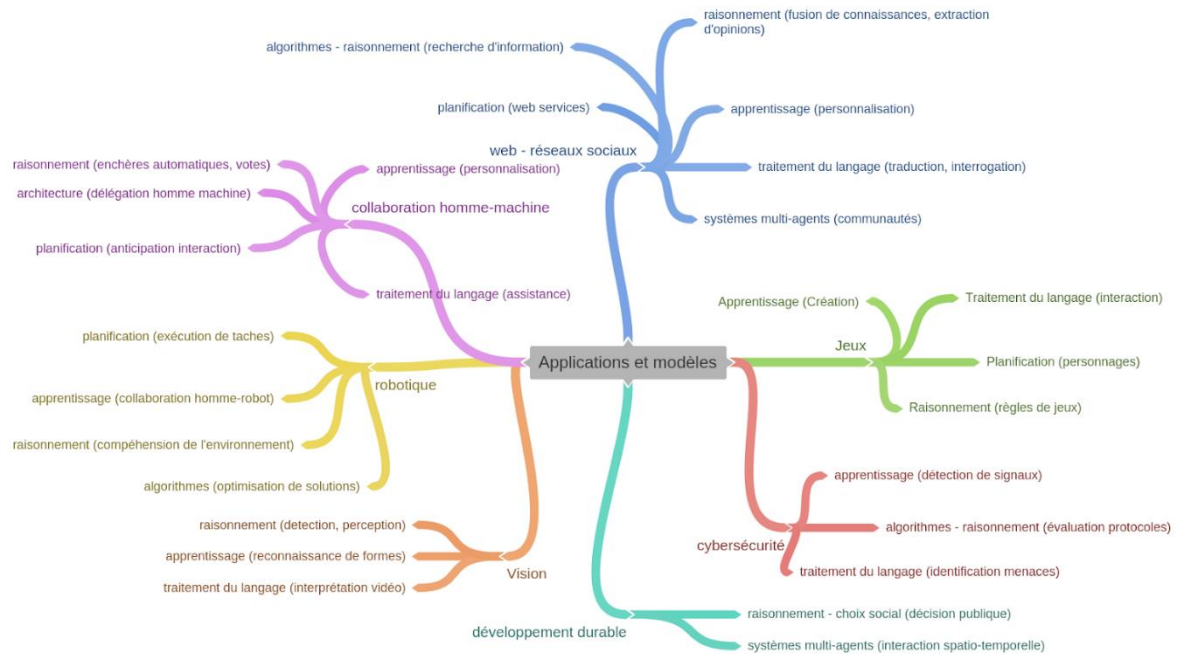 Applications et modèles
web - réseaux sociaux
raisonnement (fusion de connaissances, extraction
d'opinions)
algorithmes - raisonnement (recherche d'information)
planification (web services)
apprentissage (personnalisation)
traitement du langage (traduction, interrogation)
systèmes multi-agents (communautés)
collaboration homme-machine
raisonnement (enchères automatiques, votes)
apprentissage (personnalisation)
architecture (délégation homme machine)
planification (anticipation interaction)
traitement du langage (assistance)
Jeux
Apprentissage (Création)
Traitement du langage (interaction)
Planification (personnages)
Raisonnement (règles de jeux)
robotique
planification (exécution de taches)
apprentissage (collaboration homme-robot)
raisonnement (compéhension de l'environnement)
algorithmes (optimisation de solutions)
cybersécurité
apprentissage (détection de signaux)
algorithmes - raisonnement (évaluation protocoles)
traitement du langage (identification menaces)
Vision
raisonnement (detection, perception)
apprentissage (reconnaissance de formes)
traitement du langage (interprétation vidéo)
développement durable
raisonnement - choix social (décision publique)
systèmes multi-agents (interaction spatio-temporelle)